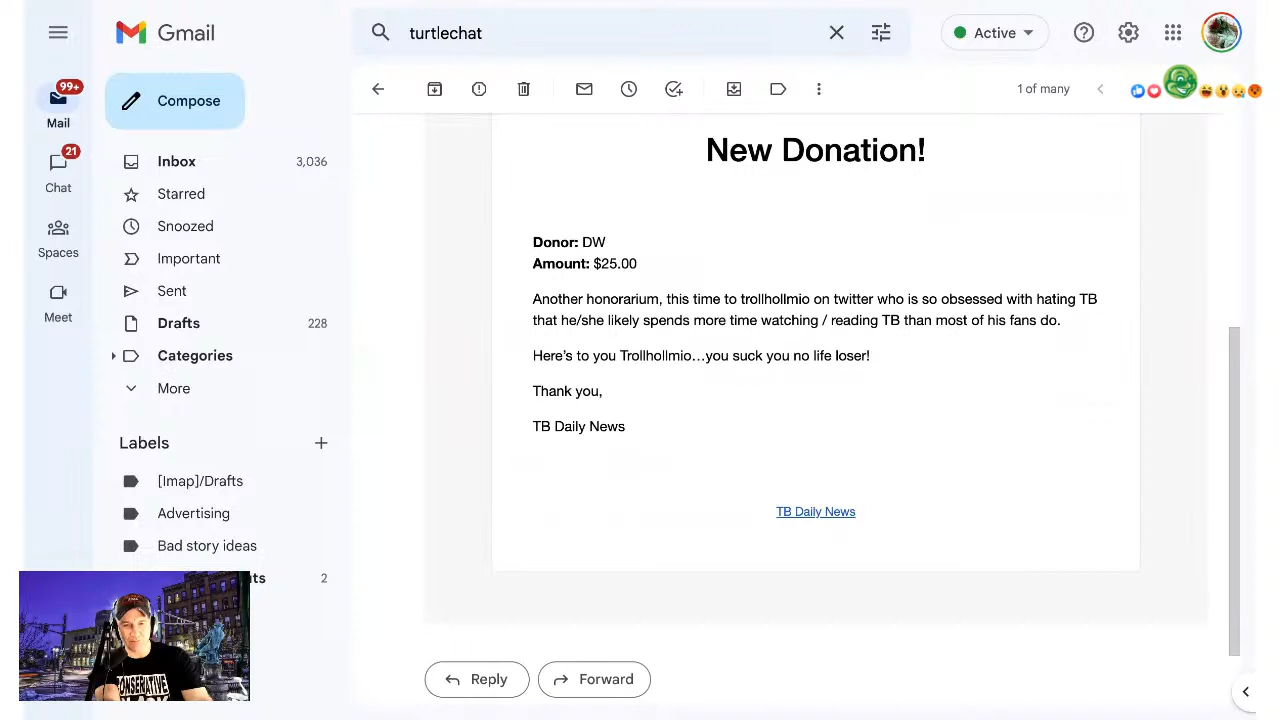 Gmail
turtlechat
Active
99+
Compose
1 of many
Mail
New Donation!
21
Inbox 3,036
Chat
Starred
Snoozed
Donor: DW
Spaces
Important
Amount: $25.00
Sent
Another honorarium, this time to trollhollmio on twitter who is so obsessed with hating TB
Meet
Drafts 228
that he/she likely spends more time watching / reading TB than most of his fans do.
Categories
Here's to you Trollhollmio...you suck you no life loser!
More
Thank you,
TB Daily News
Labels
[Imap]/Drafts
Advertising
TB Daily News
Bad story ideas
ts 2
Reply
Forward
CONSERVATIVE